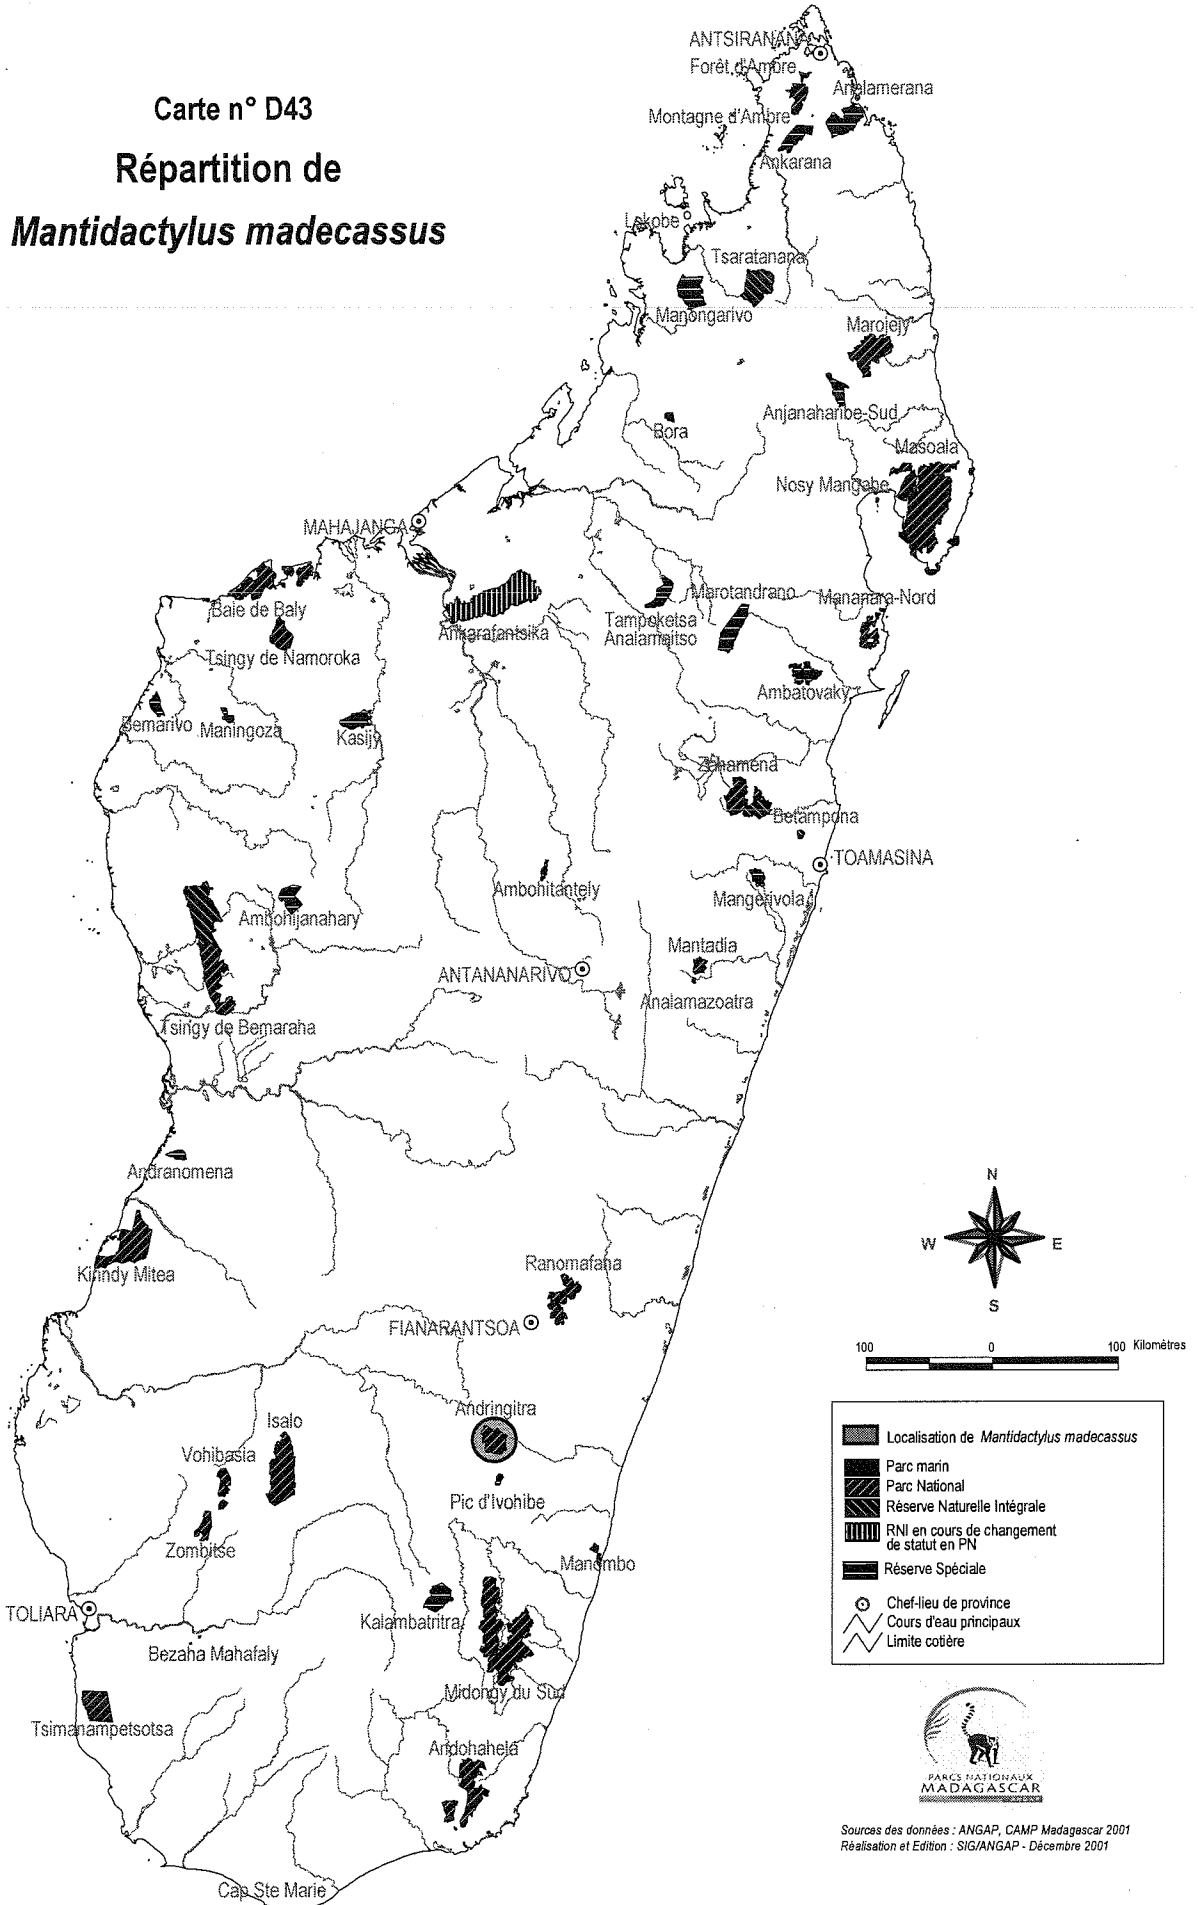 Carte n° D43
Répartition de
Mantidactylus madecassus
ANTSIRANANA
Forêt d'Ambre
Analamerana
Montagne d'Ambre
Ankarana
Lokobe
Tsaratanana
Manongarivo
Marojejy
Anjanaharibe-Sud
Bora
Masoala
Nosy Mangabe
MAHAJANGA
Baie de Baly
Ankarafantsika
Tampoketsa
Analamaitso
Marotandrano
Mananara-Nord
Tsingy de Namoroka
Ambatovaky
Bemarivo
Maningoza
Kasijy
Zahamena
Betampona
TOAMASINA
Ambohitantely
Mangerivola
Ambohijanahary
Mantadia
ANTANANARIVO
Analamazoatra
Tsingy de Bemaraha
Andranomena
N
W
E
S
Kirindy Mitea
Ranomafana
FIANARANTSOA
100
0
100
Kilomètres
Andringitra
Isalo
Vohibasia
Pic d'Ivohibe
Zombitse
Manombo
TOLIARA
Kalambatritra
Bezaha Mahafaly
Midongy du Sud
Tsimanampetsotsa
Andohahela
Cap Ste Marie
Localisation de Mantidactylus madecassus
Parc marin
Parc National
Réserve Naturelle Intégrale
RNI en cours de changement
de statut en PN
Réserve Spéciale
Chef-lieu de province
Cours d'eau principaux
Limite cotière
PARCS NATIONAUX
MADAGASCAR
Sources des données : ANGAP, CAMP Madagascar 2001
Réalisation et Edition : SIG/ANGAP - Décembre 2001